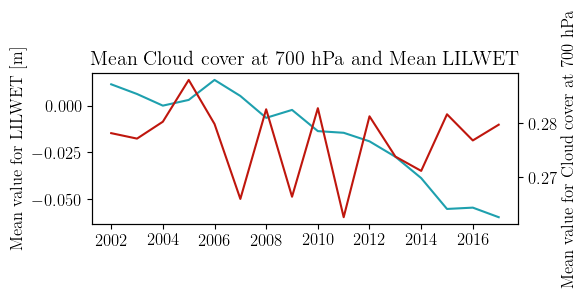 Mean Cloud cover at 700 hPa and Mean LILWET
Mean value for LILWET [m]
0.000
−0.025
−0.050
0.28
0.27
Mean value for Cloud cover at 700 hPa
2002 2004 2006 2008 2010 2012 2014 2016